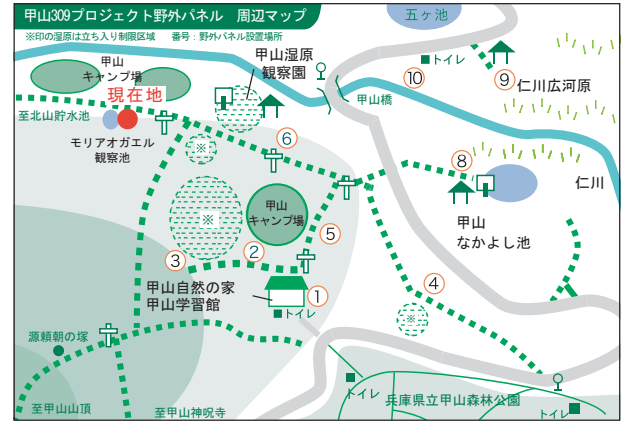 甲山309プロジェクト野外パネル 周辺マップ
※印の湿原は立ち入り制限区域 番号:野外パネル設置場所
五ヶ池
甲山
キャンプ場
甲山湿原
観察園
トイレ
⑩
⑨
仁川広河原
現在地
甲山橋
至北山貯水池
モリアオガエル
観察池
⑥
※
⑧
仁川
※
甲山
キャンプ場
甲山
なかよし池
⑤
②
③
④
甲山自然の家
甲山学習館
①
トイレ
※
源頼朝の塚
トイレ
兵庫県立甲山森林公園
トイレ
至甲山山頂
至甲山神呪寺